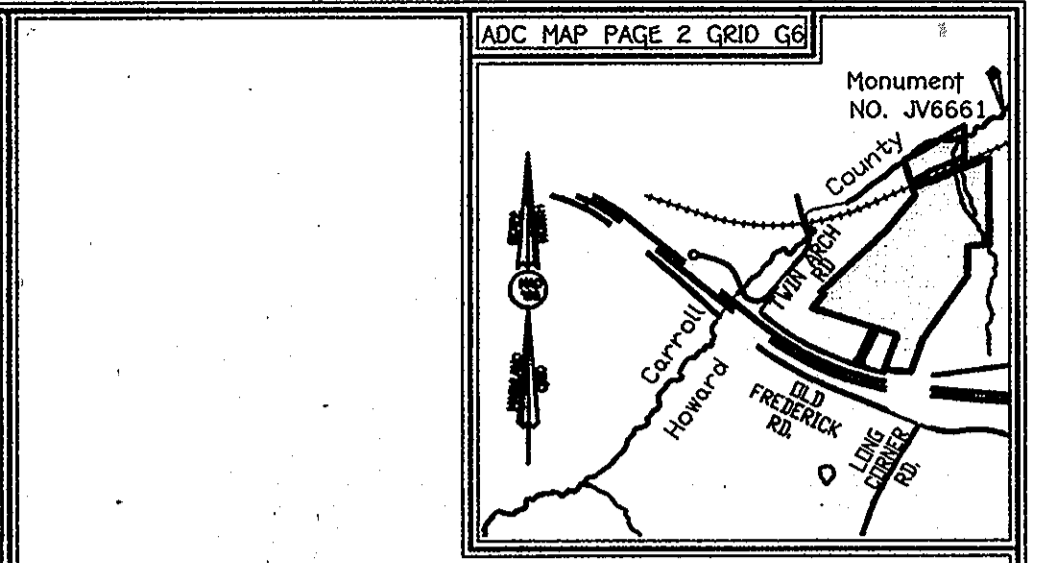 ADC MAP PAGE 2 GRID G6
Monument
NO. JV6661
County
TWIN ARCH
RD
Carroll
Howard
OLD
FREDERICK
RD.
LONG
CORNER
RD.